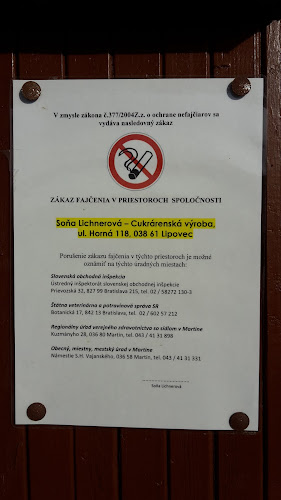 V zmysle zákona č.377/2004Z.z. o ochrane nefajčiarov sa
vydáva nasledovný zákaz
ZÁKAZ FAJČENIA V PRIESTOROCH SPOLOČNOSTI
Soňa Lichnerová – Cukrárenská výroba,
ul. Horná 118, 038 61 Lipovec
Porušenie zákazu fajčenia v týchto priestoroch je možné
oznámiť na týchto úradných miestach:
Slovenská obchodná inšpekcia
Ústredný inšpektorát slovenskej obchodnej inšpekcie
Prievozská 32, 827 99 Bratislava 215, tel. 02 / 58272 130-3
Štátna veterinárna a potravinová správa SR
Botanická 17, 842 13 Bratislava, tel. 02 / 602 57 212
Regionálny úrad verejného zdravotníctva so sídlom v Martine
Kuzmányho 28, 036 80 Martin, tel. 043 / 41 31 898
Obecný, miestny, mestský úrad v Martine
Námestie S.H. Vajanského, 036 58 Martin, tel. 043 / 41 31 331
Soňa Lichnerová